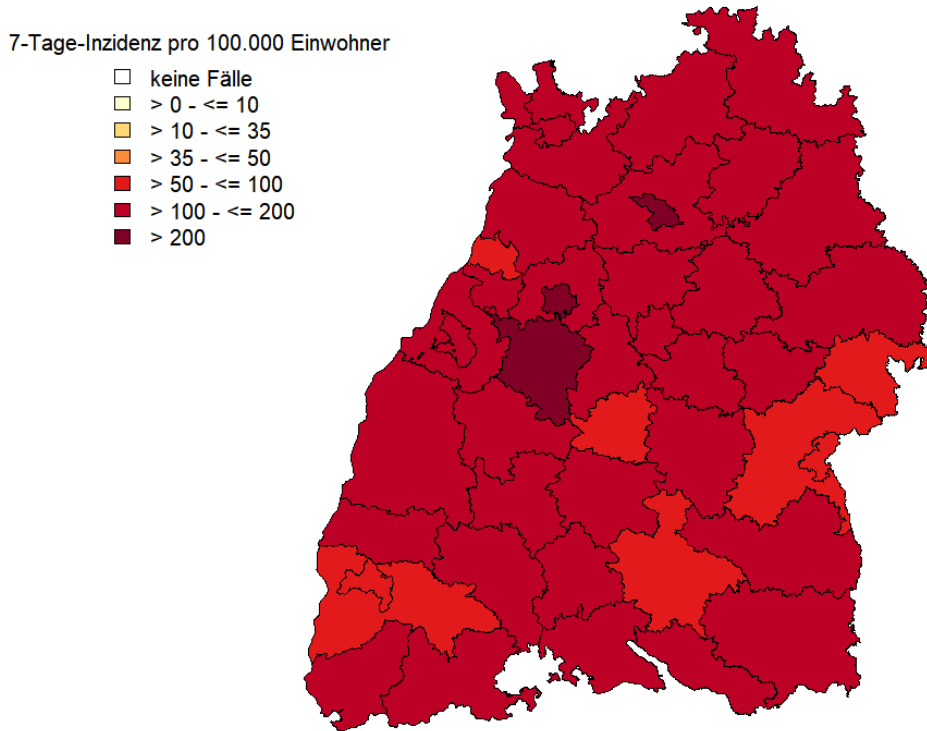 7-Tage-Inzidenz pro 100.000 Einwohner
keine Fälle
> 0 - <= 10
> 10 - <= 35
> 35 - <= 50
> 50 - <= 100
> 100 - <= 200
> 200